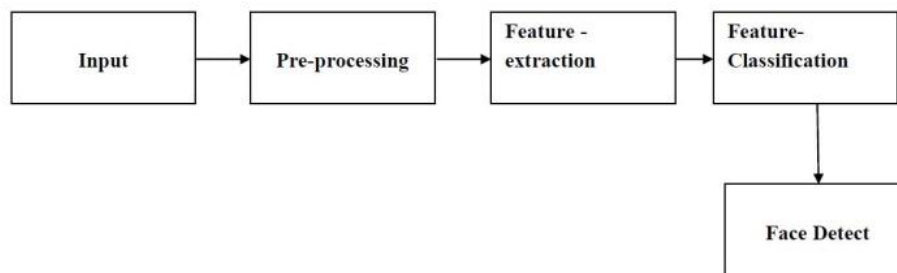 Input
Pre-processing
Feature -
extraction
Feature-
Classification
Face Detect